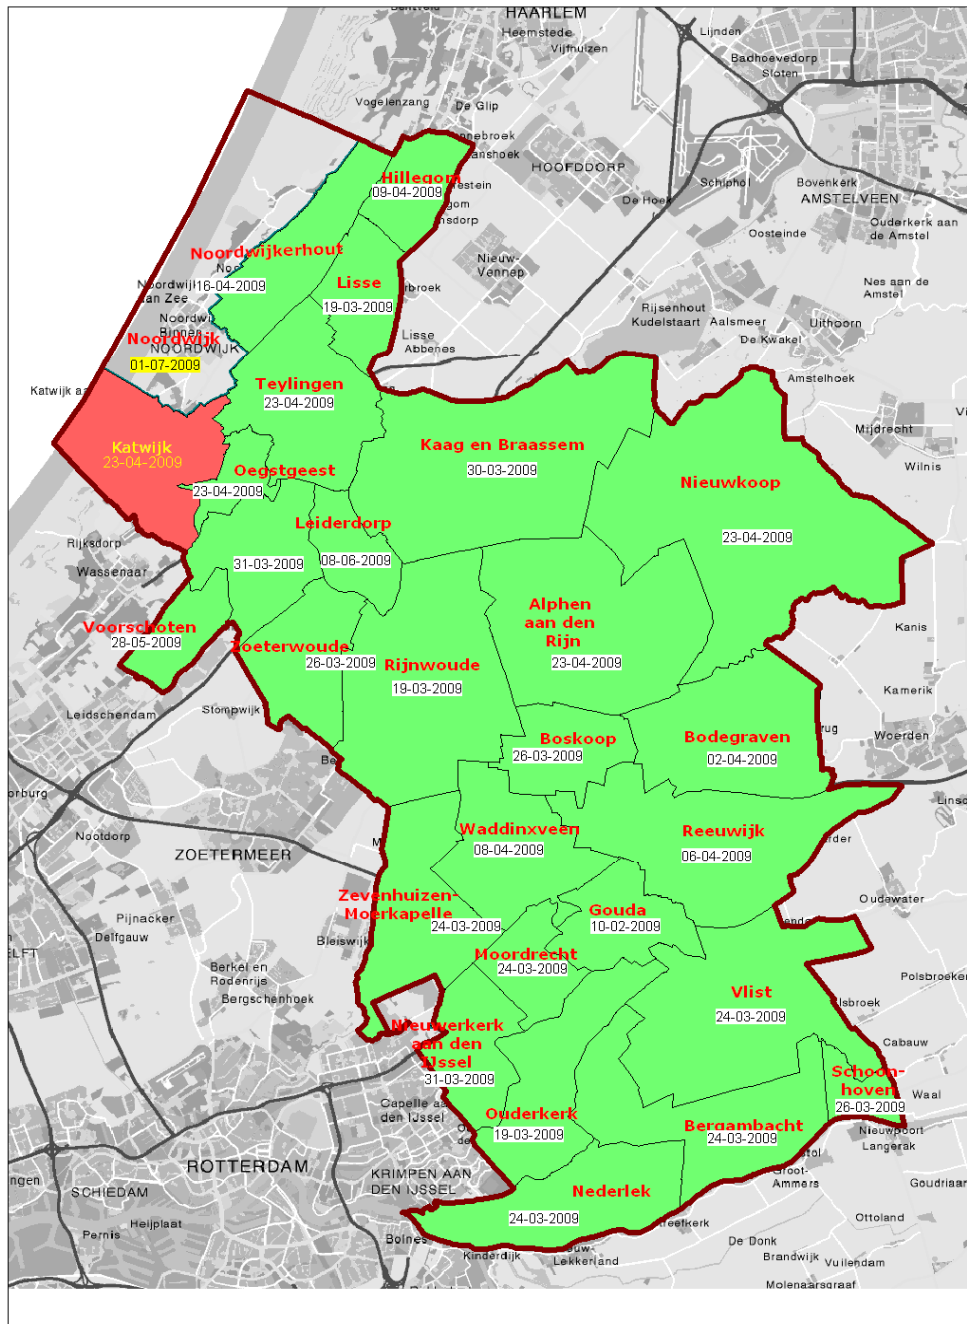 HAARLEM
Heemstede
Lijnden
Vijfhuizen
Badhoevedorp
Sloten
Vogelenzang
De Glip
HOOFDDORP
Schiphol
Bovenkerk
AMSTELVEEN
De Hoek
Hillegom
09-04-2009
Ouderkerk aan
de Amstel
Oosteinde
Noordwijkerhout
16-04-2009
Nieuw-
Vennep
Lisse
19-03-2009
Nes aan de
Amstel
Rijsenhout
Kudelstaart
Aalsmeer
Uithoorn
De Kwakel
Lisse
Abbenes
Noordwijk
NOORDWIJK
01-07-2009
Amstelhoek
Teylingen
23-04-2009
Mijdrecht
Katwijk
23-04-2009
Kaag en Braassem
30-03-2009
Wilnis
Oegstgeest
23-04-2009
Nieuwkoop
23-04-2009
Leiderdorp
08-06-2009
31-03-2009
Rijksdorp
Wassenaar
Voorschoten
28-05-2009
Zoeterwoude
26-03-2009
Alphen
aan den
Rijn
23-04-2009
Kanis
Rijnwoude
19-03-2009
Kamerik
Leidschendam
Stompwijk
Boskoop
26-03-2009
Bodegraven
02-04-2009
Woerden
Nootdorp
ZOETERMEER
Waddinxveen
08-04-2009
Reeuwijk
06-04-2009
Zevenhuizen-
Moerkapelle
24-03-2009
Gouda
10-02-2009
Oudewater
Pijnacker
Delfgauw
Bleiswijk
Moordrecht
24-03-2009
Berkel en
Rodenrijs
Bergschenhoek
Polsbroeken
Vlist
24-03-2009
Nieuwerkerk
aan den
IJssel
31-03-2009
Cabauw
Schoon-
hoven
26-03-2009
Waal
Capelle aa
den IJssel
Ouderkerk
19-03-2009
Bergambacht
24-03-2009
Nieuwpoort
Langerak
ROTTERDAM
KRIMPEN AAN
DEN IJSSEL
Groot-
Ammers
Goudriaan
SCHIEDAM
Nederlek
24-03-2009
Heijplaat
Pernis
Bolnes
Kinderdijk
Lekkerland
De Donk
Ottoland
Brandwijk
Vuilendam
Molenaarsgraaf